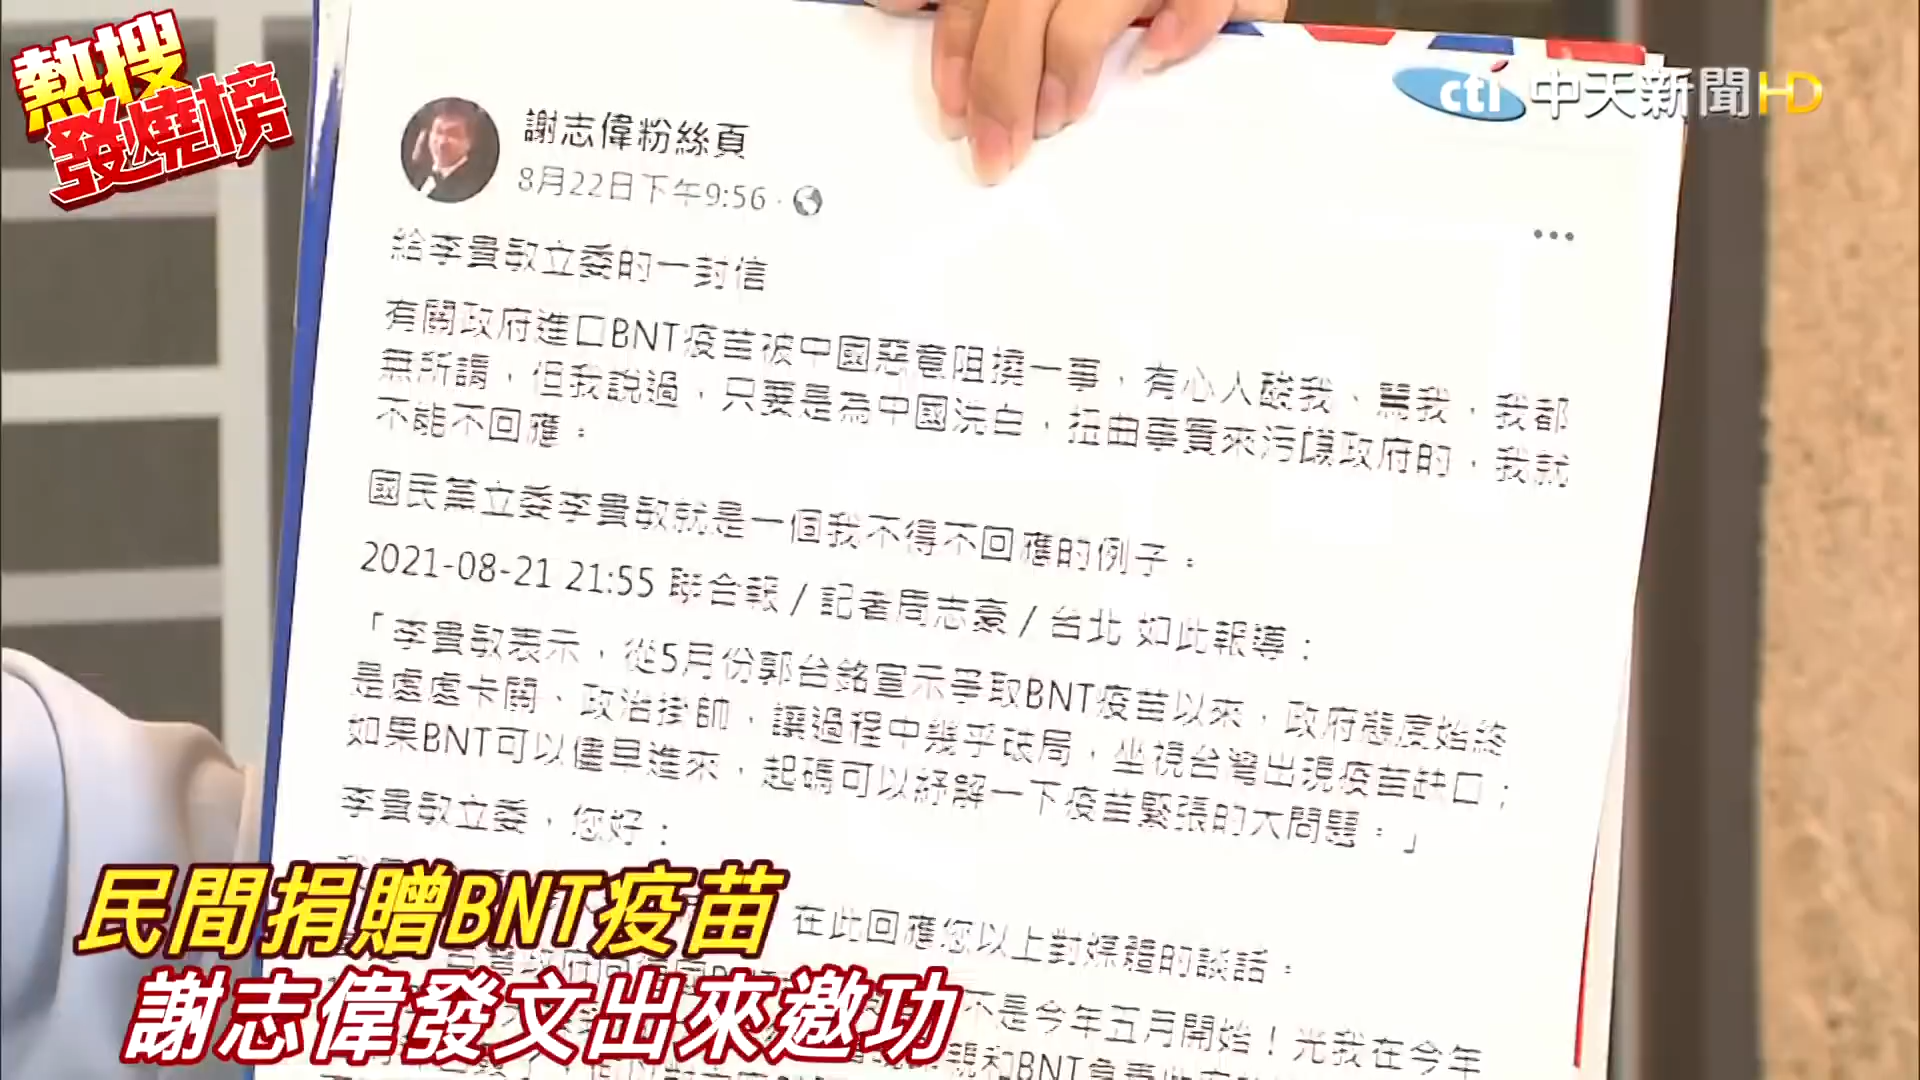 熱搜
發燒榜
cti 中天新聞HD
謝志偉粉絲頁
8月22日下午9:56
給李貴敏立委的一封信
有關政府進口BNT疫苗被中國惡意阻撓一事，有心人酸我、罵我，我都
無所謂，但我說過，只要是為中國洗白，扭曲事實來污衊政府的，我就
不能不回應：
國民黨立委李貴敏就是一個我不得不回應的例子：
2021-08-21 21:55 聯合報 / 記者周志豪 / 台北 如此報導：
「李貴敏表示，從5月份郭台銘宣示爭取BNT疫苗以來，政府態度始終
是處處卡關、政治掛帥，讓過程中幾乎破局，坐視台灣出現疫苗缺口；
如果BNT可以儘早進來，起碼可以紓解一下疫苗緊張的大問題。」
李貴敏立委，您好：
在此回應您以上對媒體的談話。
不是今年五月開始！光我在今年
親和BNT負責
民間捐贈BNT疫苗
謝志偉發文出來邀功